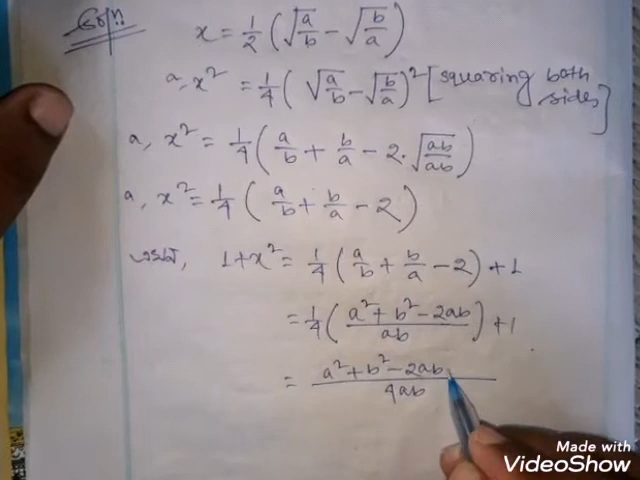 x = 1/2 (√(a/b) - √(b/a))
x² = 1/4 (√(a/b) - √(b/a))² [squaring both sides]
x² = 1/4 (a/b + b/a - 2.√(ab/ab))
x² = 1/4 (a/b + b/a - 2)
এখন, 1+x² = 1/4 (a/b + b/a - 2) + 1
= 1/4 ((a² + b² - 2ab)/ab) + 1
= (a² + b² - 2ab)/4ab
Made with
VideoShow